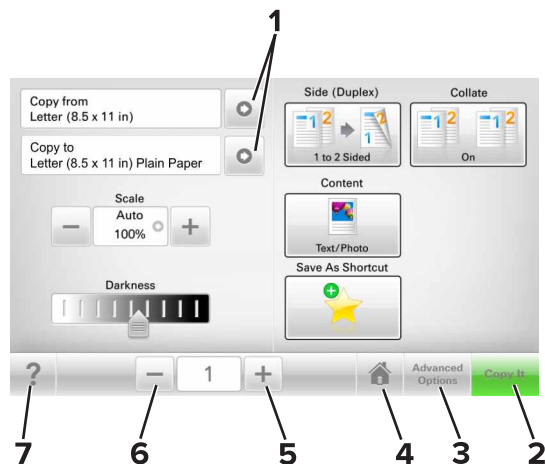 1
Copy from
Letter (8.5 x 11 in)
Copy to
Letter (8.5 x 11 in) Plain Paper
Scale
Auto
100%
Darkness
Side (Duplex)
1 2 1 2
1 to 2 Sided
Collate
1 2 1 2
On
Content
Text/Photo
Save As Shortcut
?
1
Advanced
Options
Copy It
7
6
5
4
3
2